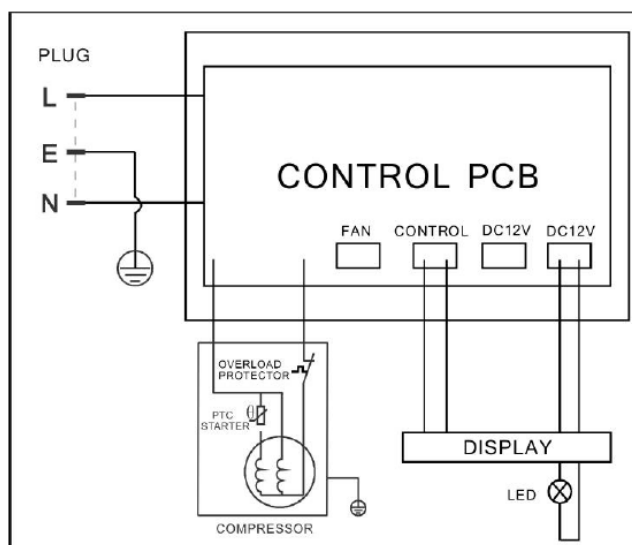 PLUG
L
E
N
CONTROL PCB
FAN
CONTROL
DC12V
DC12V
OVERLOAD
PROTECTOR
PTC
STARTER
COMPRESSOR
DISPLAY
LED